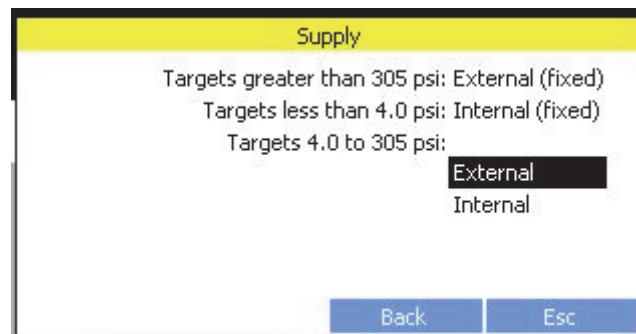 Supply
Targets greater than 305 psi: External (fixed)
Targets less than 4.0 psi: Internal (fixed)
Targets 4.0 to 305 psi:
External
Internal
Back Esc